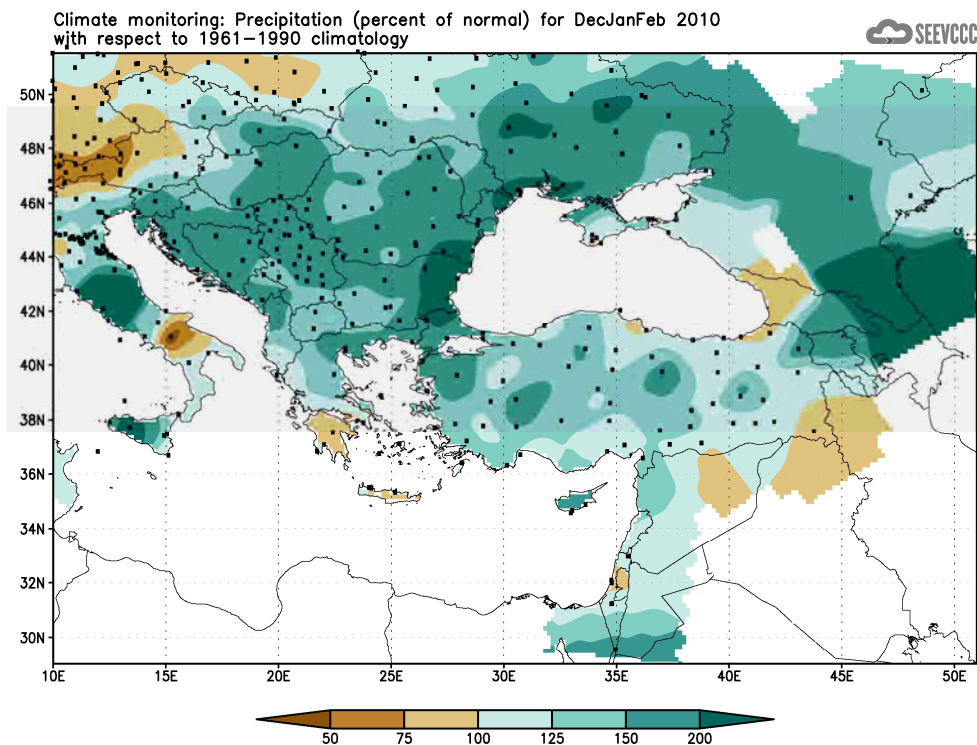 Climate monitoring: Precipitation (percent of normal) for DecJanFeb 2010
with respect to 1961−1990 climatology
SEEVCCC
50N
48N
46N
44N
42N
40N
38N
36N
34N
32N
30N
10E 15E 20E 25E 30E 35E 40E 45E 50E
50 75 100 125 150 200